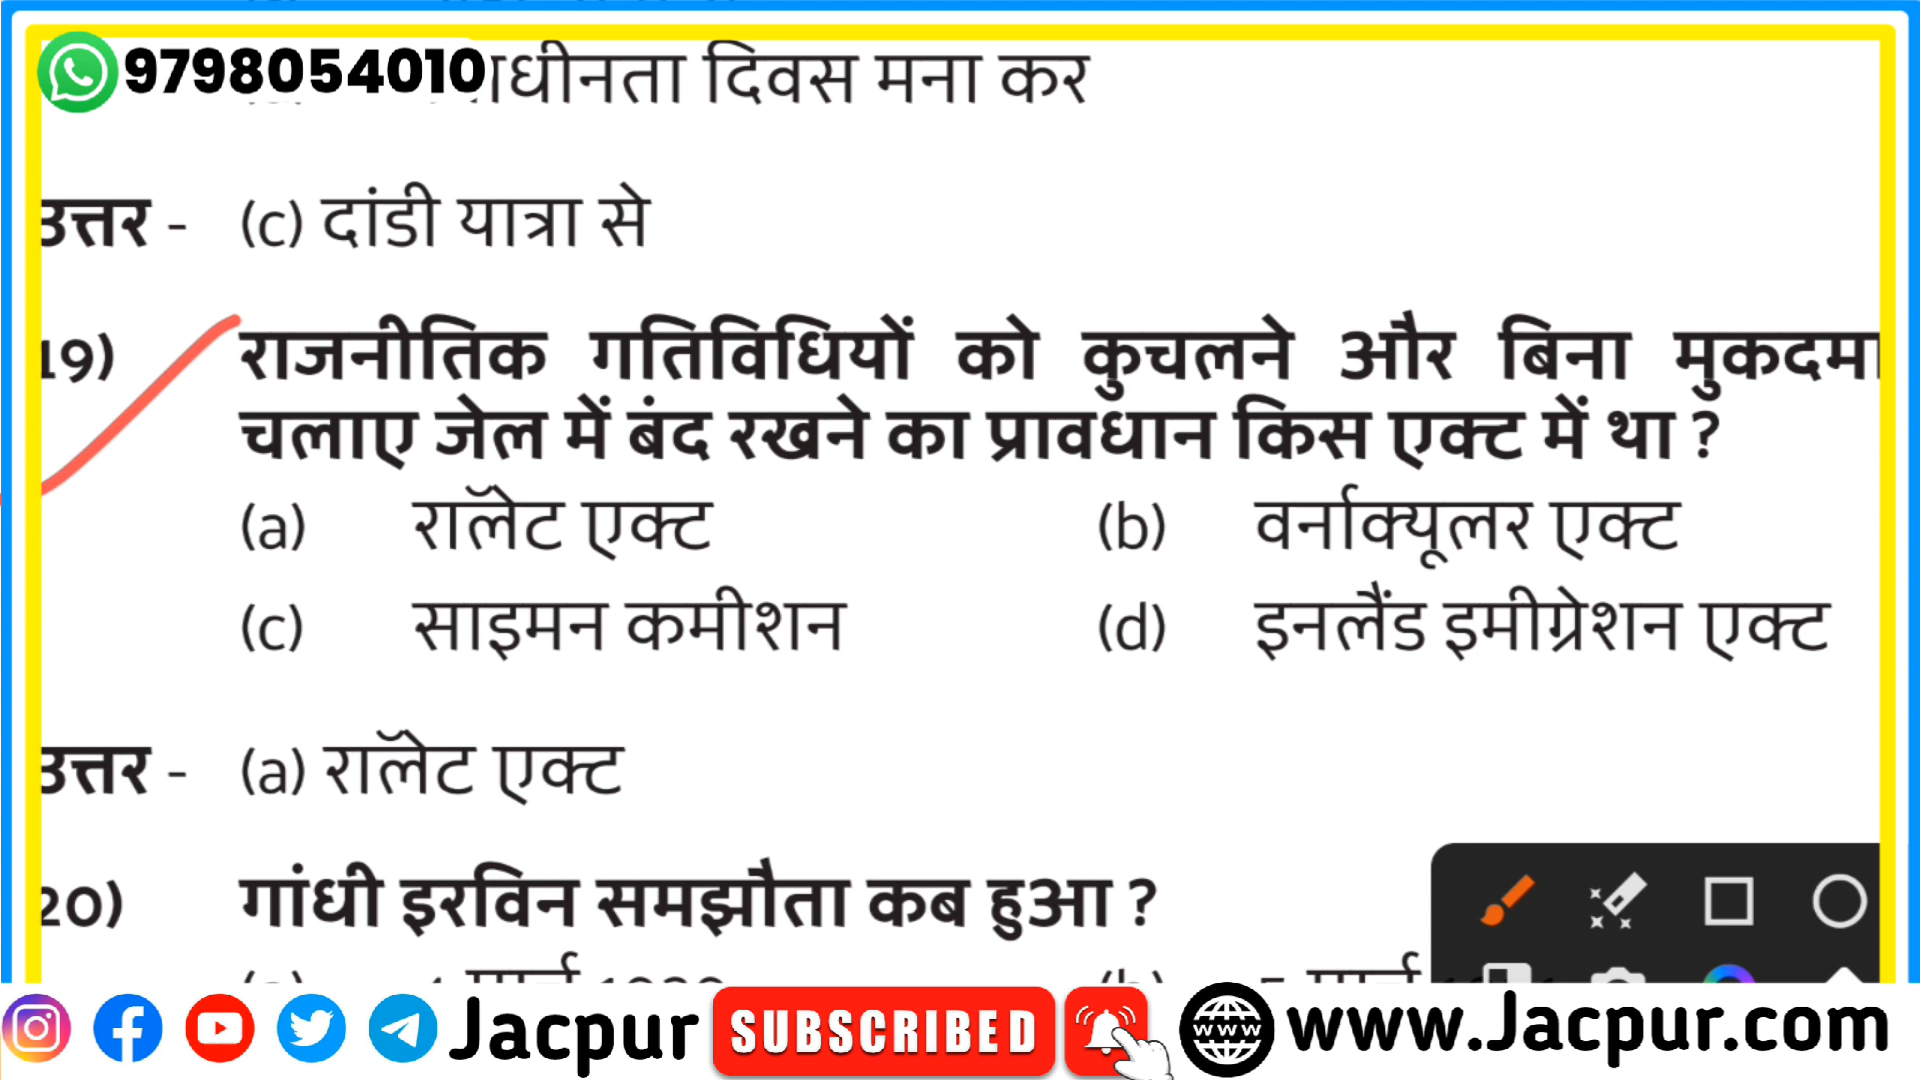 9798054010
ाधीनता दिवस मना कर
उत्तर - (c) दांडी यात्रा से
19) राजनीतिक गतिविधियों को कुचलने और बिना मुकदमा
चलाए जेल में बंद रखने का प्रावधान किस एक्ट में था ?
(a) रॉलेट एक्ट (b) वर्नाक्यूलर एक्ट
(c) साइमन कमीशन (d) इनलैंड इमीग्रेशन एक्ट
उत्तर - (a) रॉलेट एक्ट
20) गांधी इरविन समझौता कब हुआ ?
Jacpur SUBSCRIBED WWW www.Jacpur.com